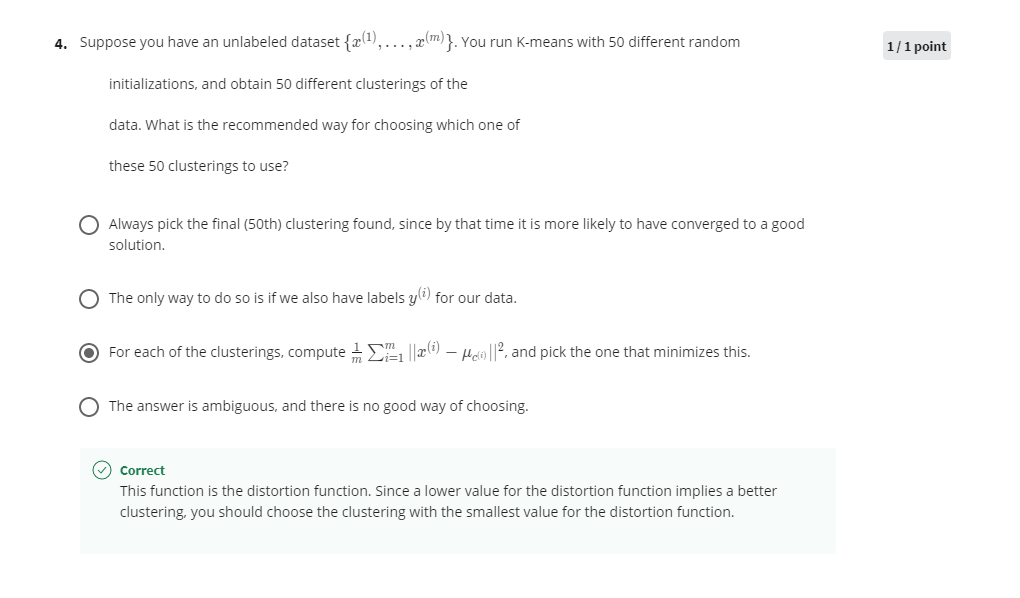 4. Suppose you have an unlabeled dataset {x^{(1)}, . . . , x^{(m)}}. You run K-means with 50 different random
1 / 1 point
initializations, and obtain 50 different clusterings of the
data. What is the recommended way for choosing which one of
these 50 clusterings to use?
Always pick the final (50th) clustering found, since by that time it is more likely to have converged to a good
solution.
The only way to do so is if we also have labels y^{(i)} for our data.
For each of the clusterings, compute \frac{1}{m} \sum_{i=1}^{m} ||x^{(i)} − μ_{c^{(i)}}||^2, and pick the one that minimizes this.
The answer is ambiguous, and there is no good way of choosing.
Correct
This function is the distortion function. Since a lower value for the distortion function implies a better
clustering, you should choose the clustering with the smallest value for the distortion function.